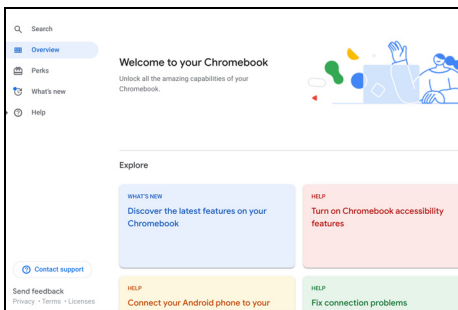 Search
Overview
Perks
What's new
Help
Contact support
Send feedback
Privacy • Terms • Licenses
Welcome to your Chromebook
Unlock all the amazing capabilities of your
Chromebook.
Explore
WHAT'S NEW
Discover the latest features on your
Chromebook
HELP
Turn on Chromebook accessibility
features
HELP
Connect your Android phone to your
HELP
Fix connection problems